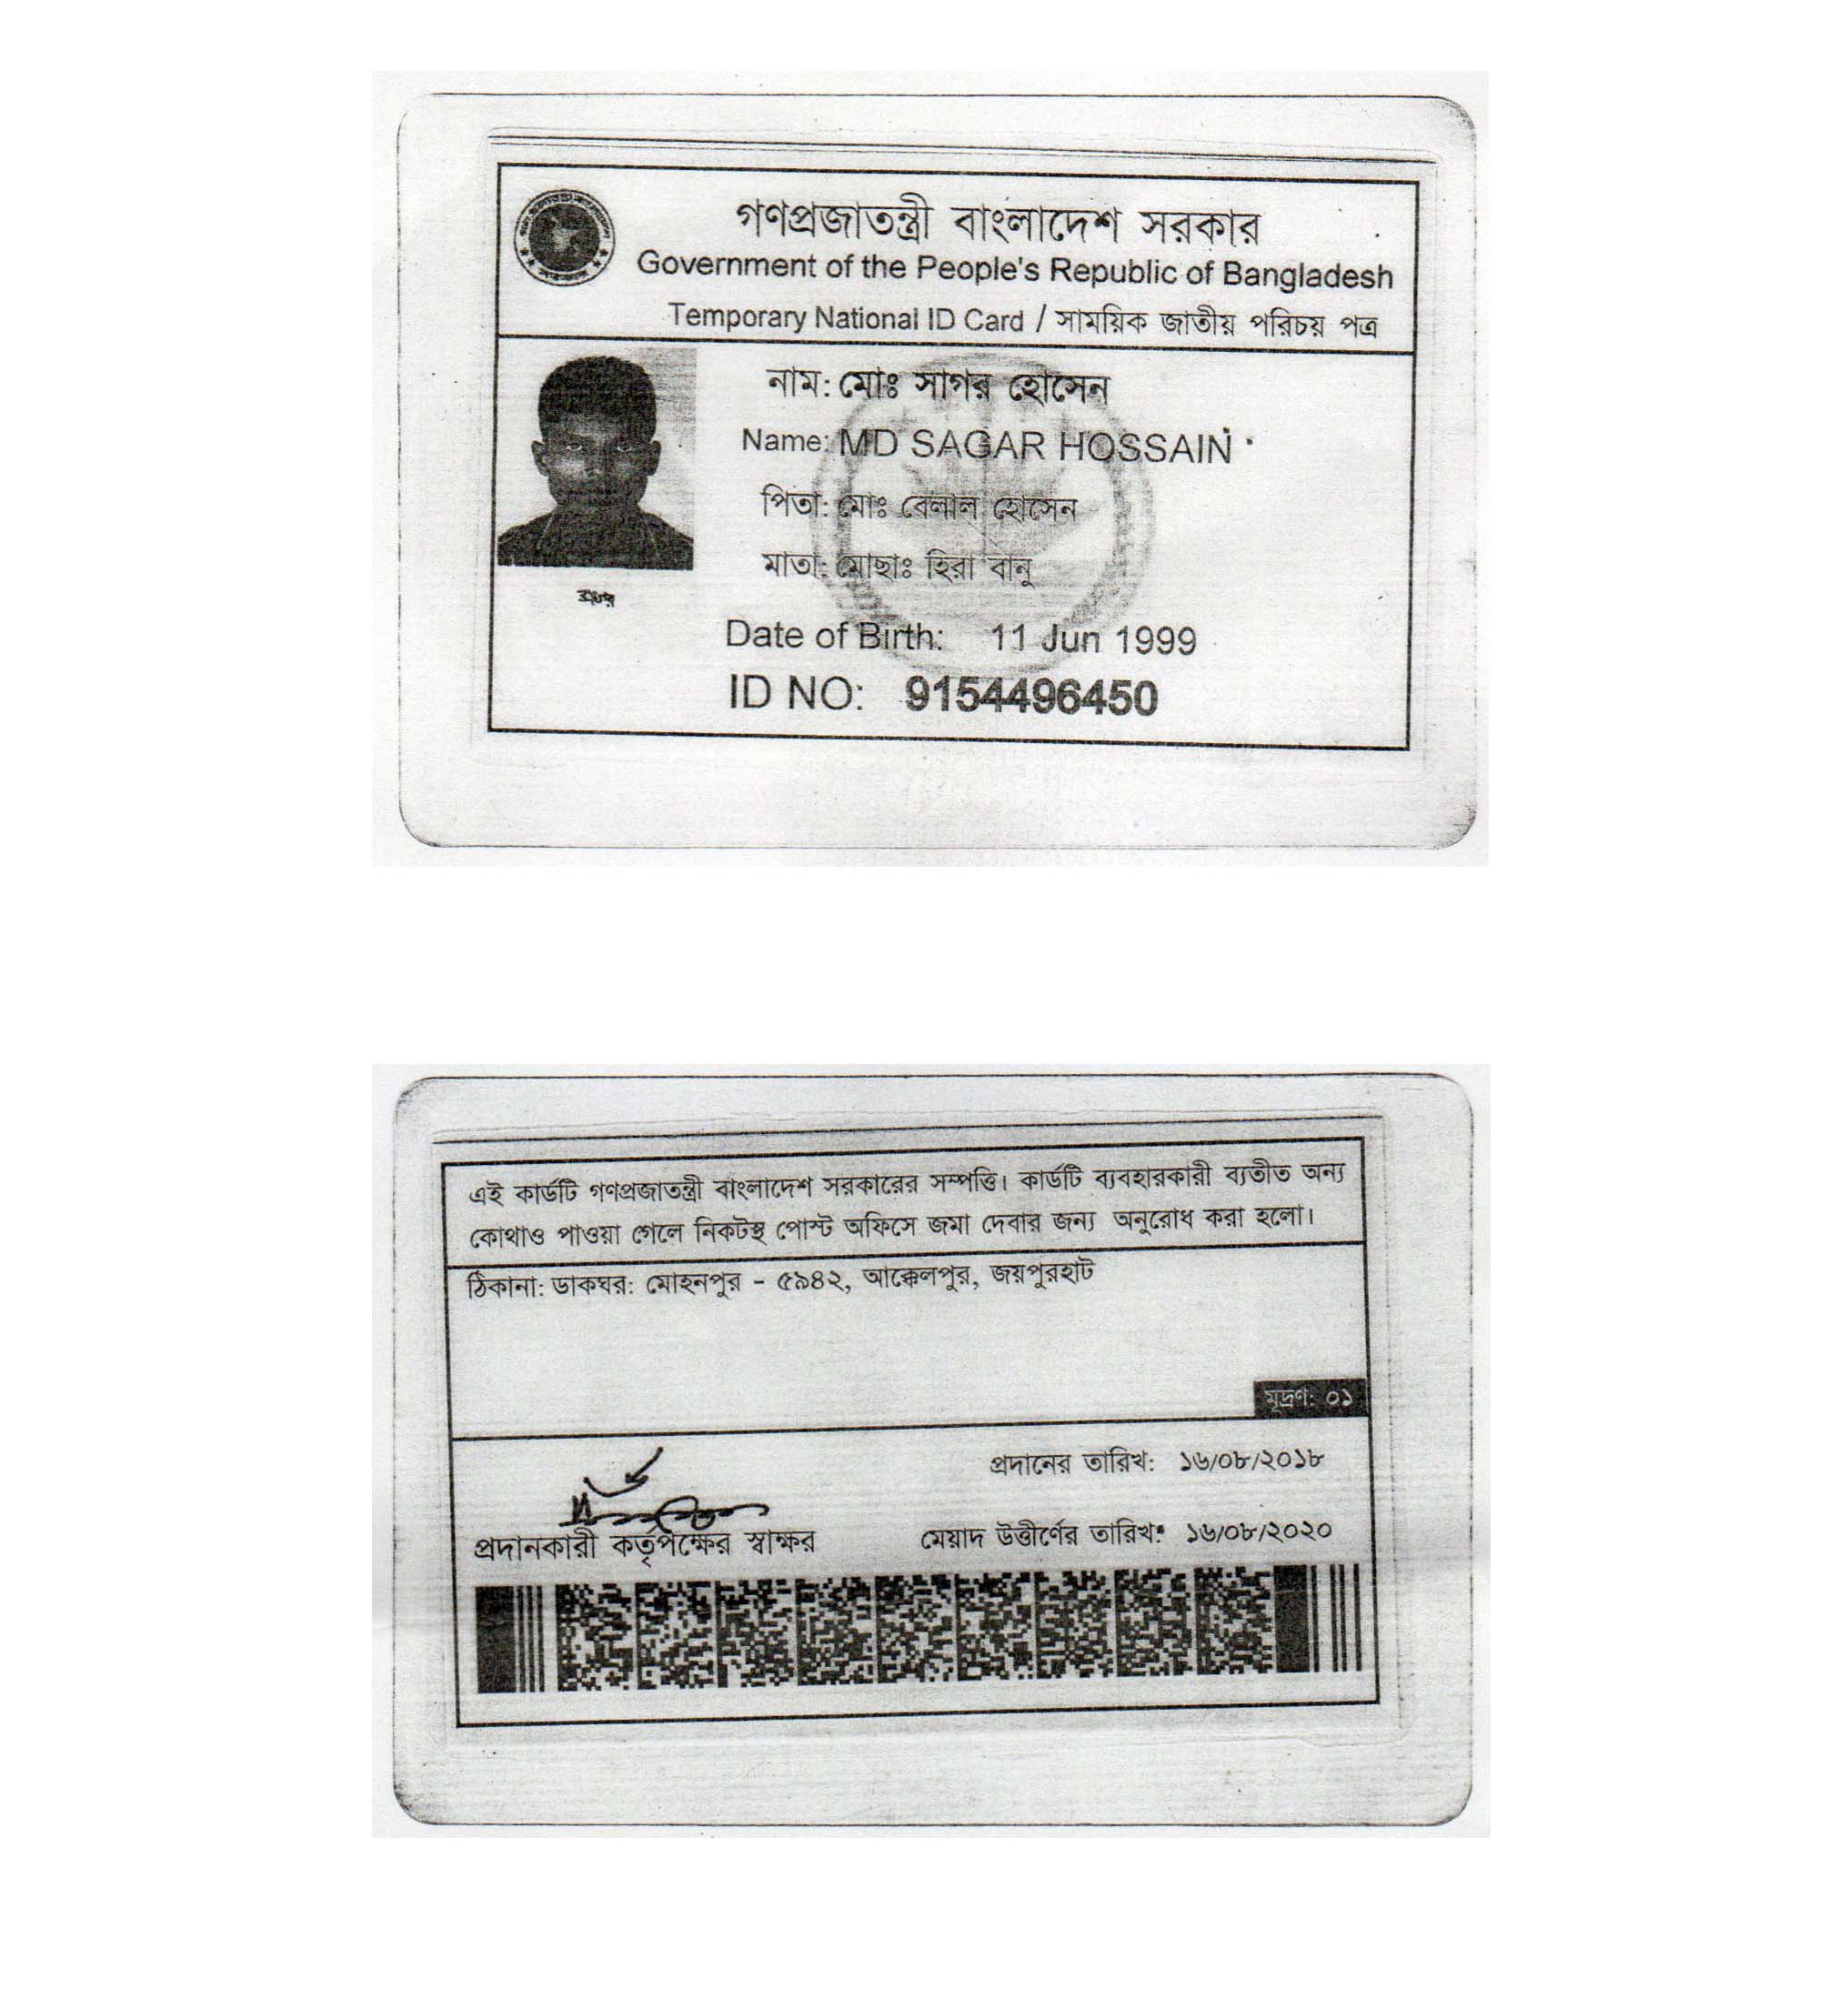 গণপ্রজাতন্ত্রী বাংলাদেশ সরকার
Government of the People's Republic of Bangladesh
Temporary National ID Card / সাময়িক জাতীয় পরিচয় পত্র
নাম: মোঃ সাগর হোসেন
Name: MD SAGAR HOSSAIN
পিতা: মোঃ বেলাল হোসেন
মাতা: মোছাঃ হিরা বানু
Date of Birth: 11 Jun 1999
ID NO: 9154496450
এই কার্ডটি গণপ্রজাতন্ত্রী বাংলাদেশ সরকারের সম্পত্তি। কার্ডটি ব্যবহারকারী ব্যতীত অন্য
কোথাও পাওয়া গেলে নিকটস্থ পোস্ট অফিসে জমা দেবার জন্য অনুরোধ করা হলো।
ঠিকানা: ডাকঘর: মোহনপুর - ৫৯৪২, আক্কেলপুর, জয়পুরহাট
মূদ্রণ: ০১
প্রদানের তারিখ: ১৬/০৮/২০১৮
প্রদানকারী কর্তৃপক্ষের স্বাক্ষর
মেয়াদ উত্তীর্ণের তারিখ: ১৬/০৮/২০২০